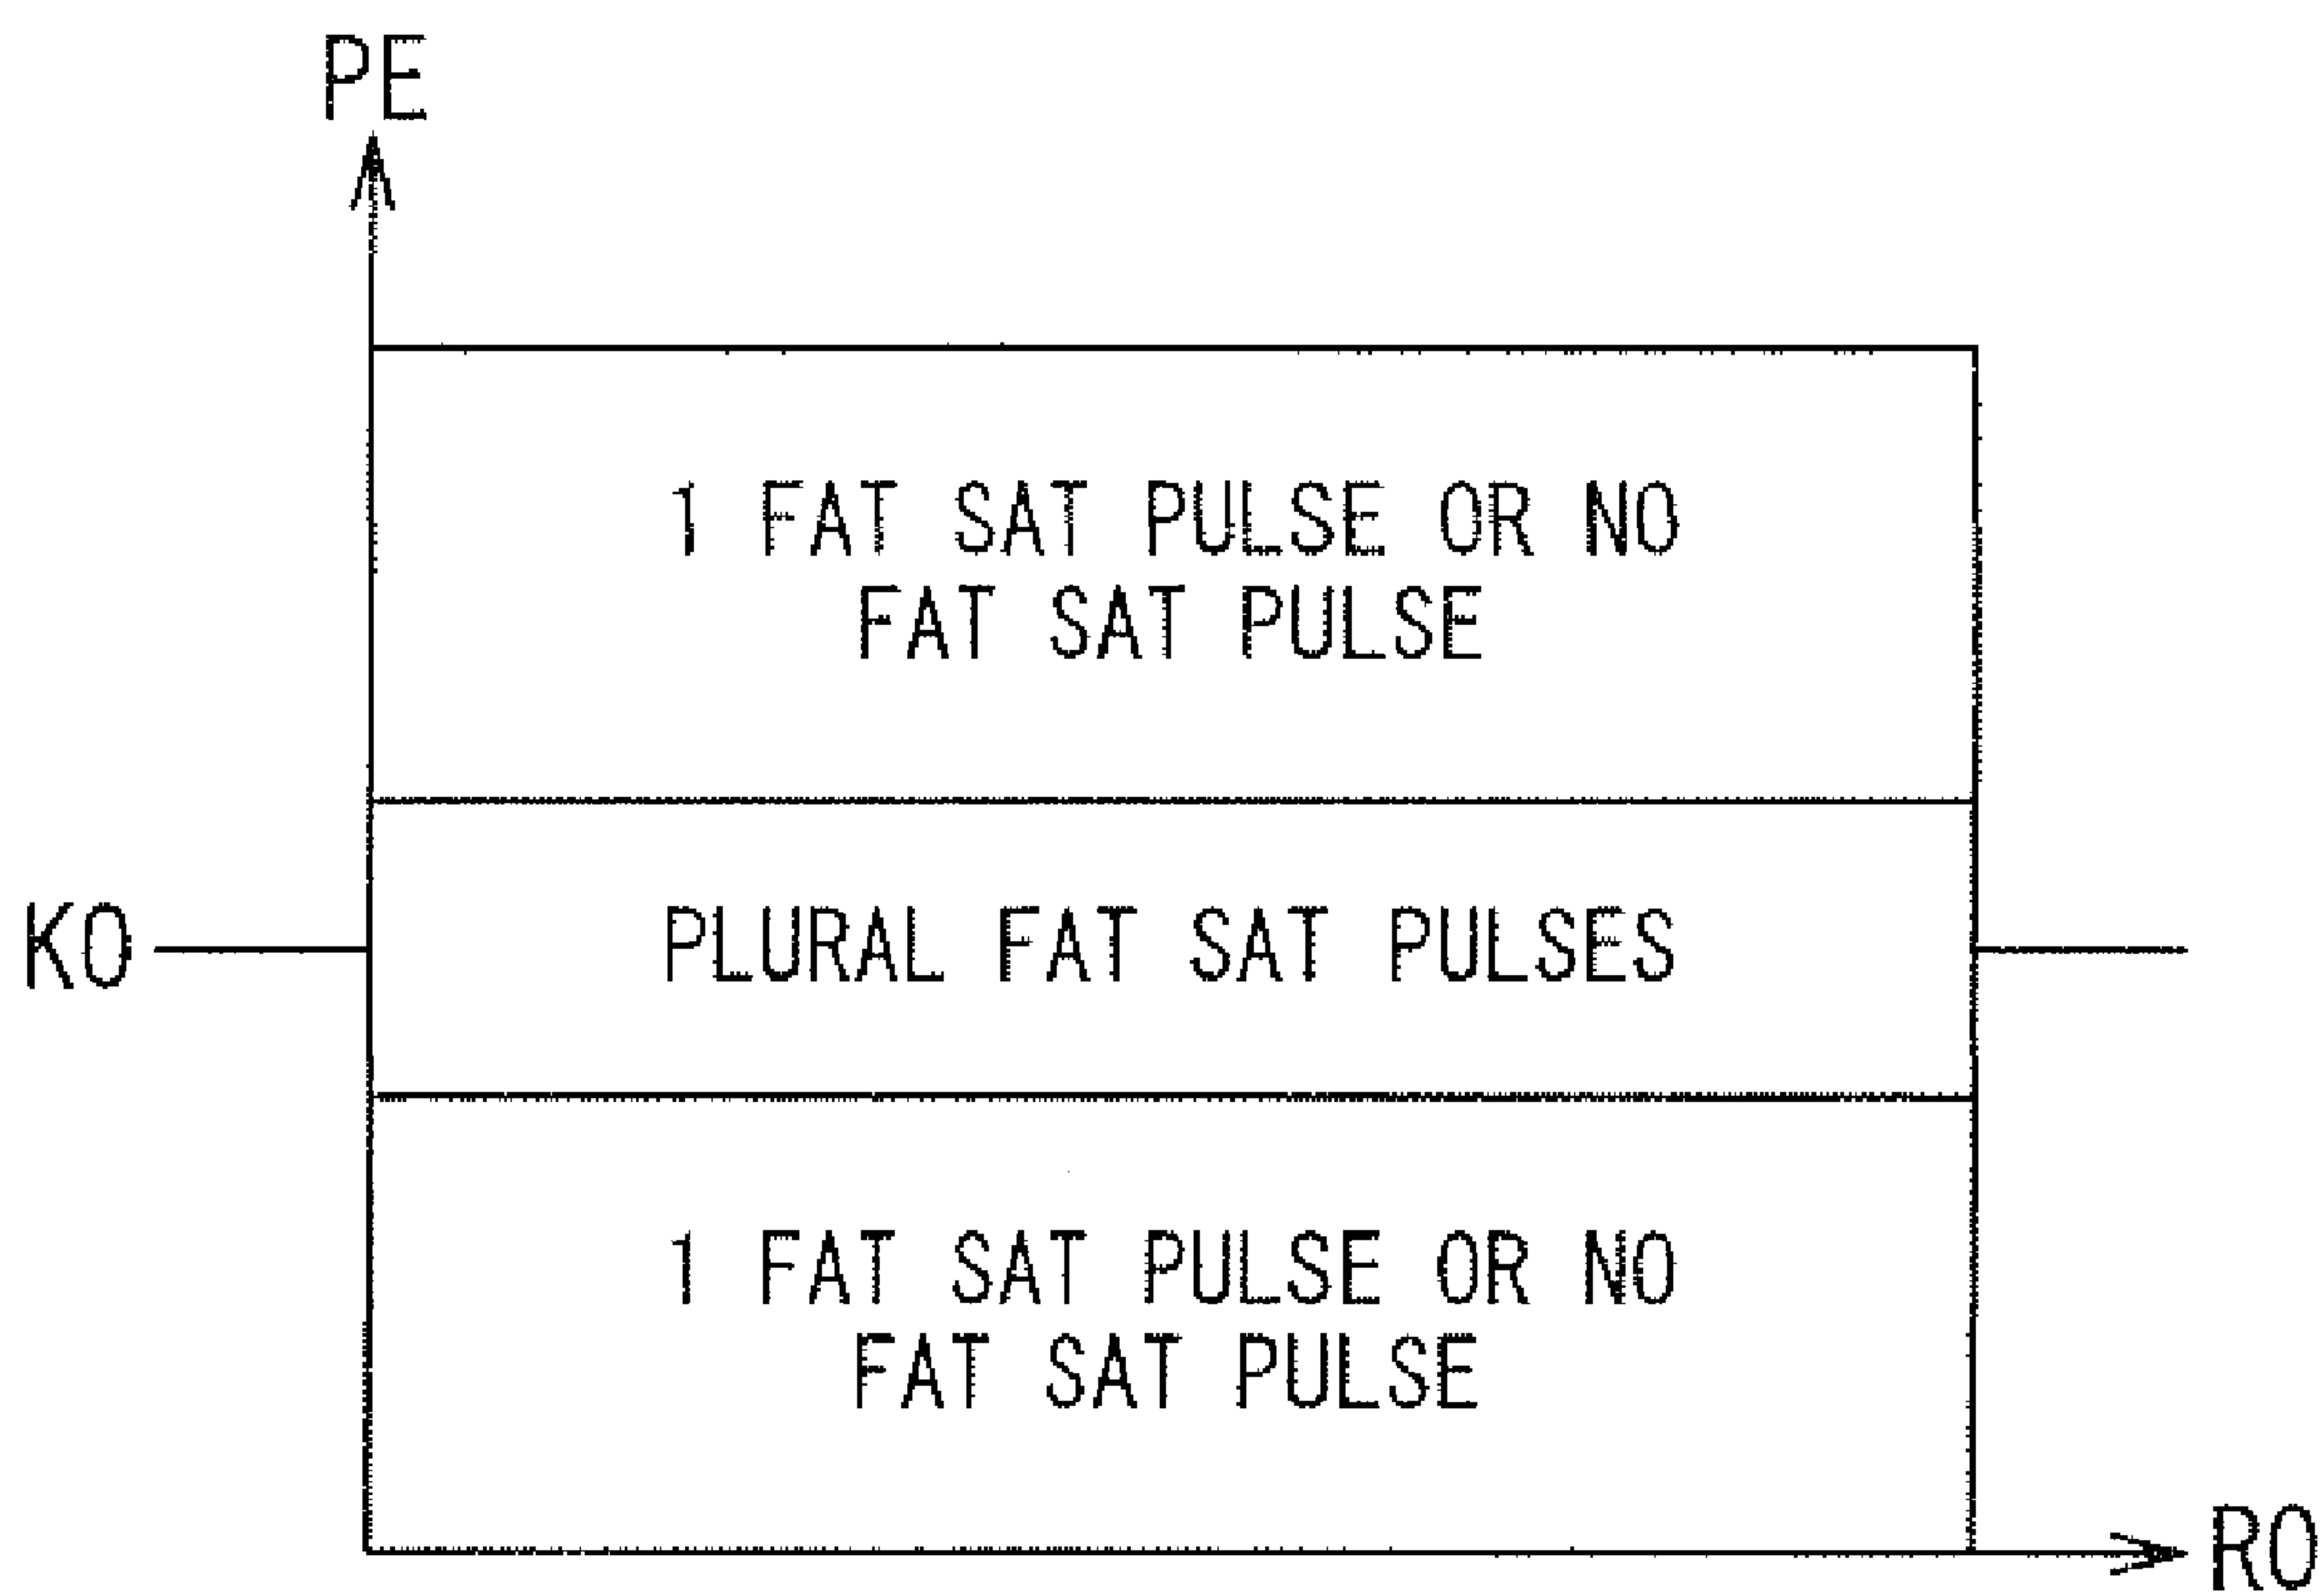 PE
1 FAT SAT PULSE OR NO
FAT SAT PULSE
K0
PLURAL FAT SAT PULSES
1 FAT SAT PULSE OR NO
FAT SAT PULSE
RO